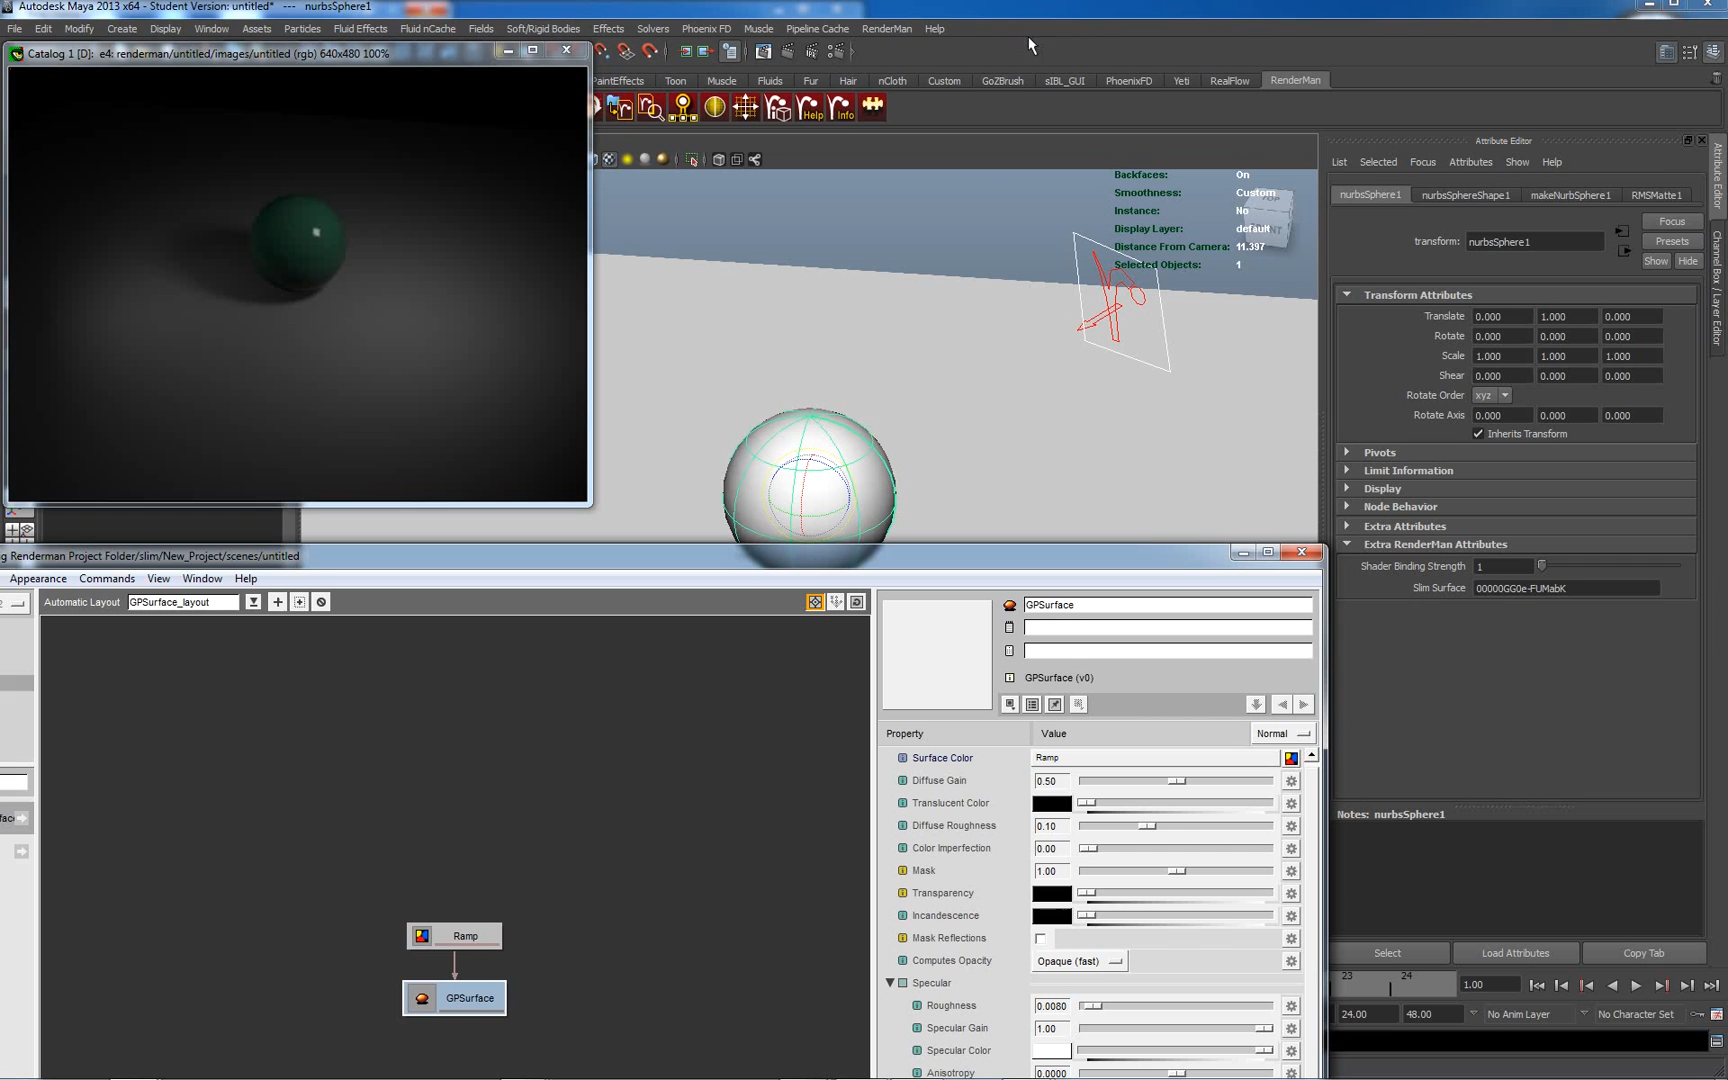 Autodesk Maya 2013 x64 - Student Version: untitled* --- nurbsSphere1
File Edit Modify Create Display Window Assets Particles Fluid Effects Fluid nCache Fields Soft/Rigid Bodies Effects Solvers Phoenix FD Muscle Pipeline Cache RenderMan Help
Catalog 1 [D]: e4: renderman/untitled/images/untitled (rgb) 640x480 100%
PaintEffects Toon Muscle Fluids Fur Hair nCloth Custom GoZBrush sIBL_GUI PhoenixFD Yeti RealFlow RenderMan
Help Info
Backfaces: On
Smoothness: Custom
Instance: No
Display Layer: default
Distance From Camera: 11.397
Selected Objects: 1
TOP
Attribute Editor
List Selected Focus Attributes Show Help
nurbsSphere1 nurbsSphereShape1 makeNurbSphere1 RMSMatte1
Focus
transform: nurbsSphere1
Presets
Show Hide
Transform Attributes
Translate 0.000 1.000 0.000
Rotate 0.000 0.000 0.000
Scale 1.000 1.000 1.000
Shear 0.000 0.000 0.000
Rotate Order xyz
Rotate Axis 0.000 0.000 0.000
Inherits Transform
Pivots
Limit Information
Display
Node Behavior
Extra Attributes
Extra RenderMan Attributes
Shader Binding Strength 1
Slim Surface 00000GG0e-FUMabK
Notes: nurbsSphere1
Select Load Attributes Copy Tab
23 24 1.00
24.00 48.00 No Anim Layer No Character Set
Attribute Editor
Channel Box / Layer Editor
g Renderman Project Folder/slim/New_Project/scenes/untitled
Appearance Commands View Window Help
Automatic Layout GPSurface_layout
Ramp
GPSurface
GPSurface
GPSurface (v0)
Property Value Normal
Surface Color Ramp
Diffuse Gain 0.50
Translucent Color
Diffuse Roughness 0.10
Color Imperfection 0.00
Mask 1.00
Transparency
Incandescence
Mask Reflections
Computes Opacity Opaque (fast)
Specular
Roughness 0.0080
Specular Gain 1.00
Specular Color
Anisotropy 0.0000